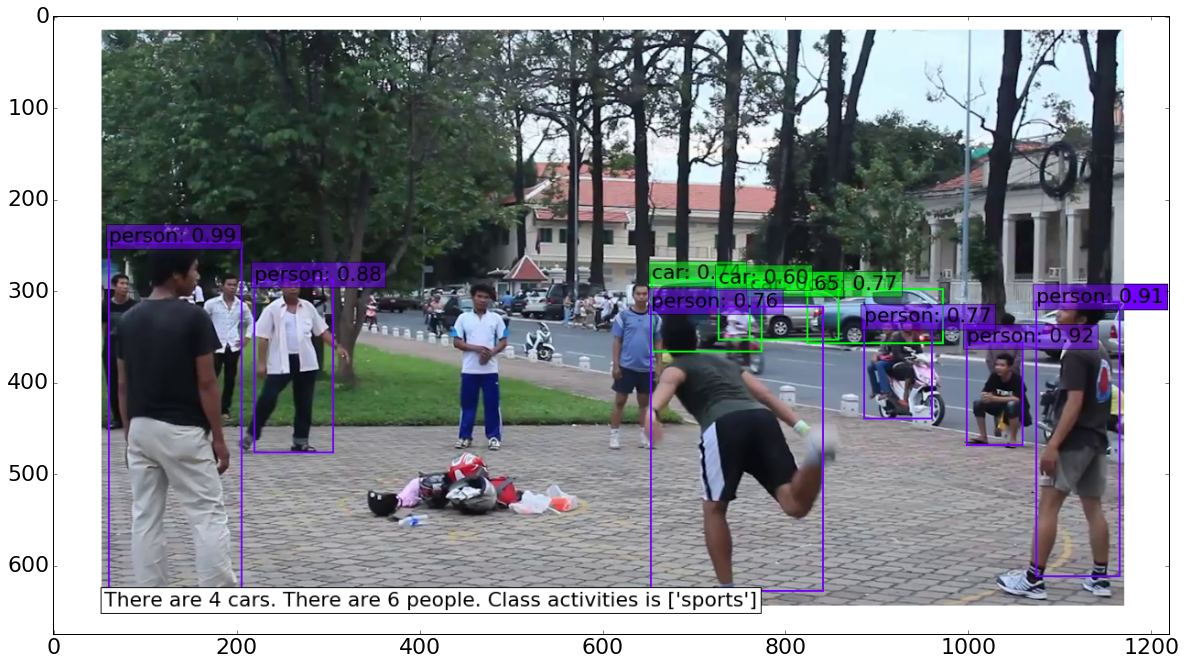 0
100
200
300
400
500
600
person: 0.99
person: 0.88
car: 0.74
car: 0.60
.65
0.77
person: 0.76
person: 0.77
person: 0.91
person: 0.92
There are 4 cars. There are 6 people. Class activities is ['sports']
0
200
400
600
800
1000
1200